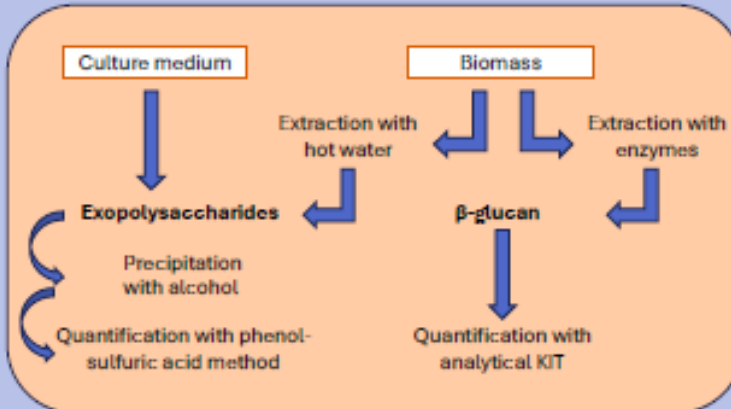 Culture medium
Biomass
Extraction with
hot water
Extraction with
enzymes
Exopolysaccharides
β-glucan
Precipitation
with alcohol
Quantification with phenol-
sulfuric acid method
Quantification with
analytical KIT